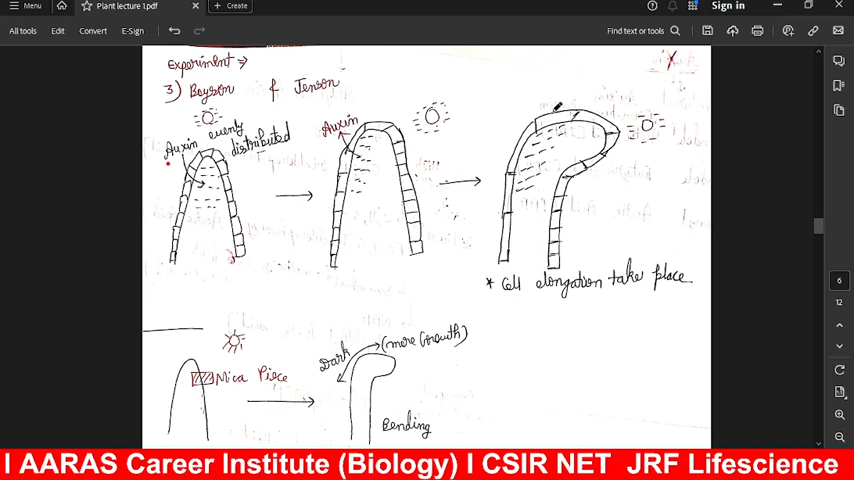 Menu
Plant lecture 1.pdf
+ Create
Sign in
All tools
Edit
Convert
E-Sign
Find text or tools
Experiment ⇒
3) Boyson & Jenson
Auxin evenly distributed
Auxin
* Cell elongation take place
Mica Piece
Dark
(more Growth)
Bending
6
12
I AARAS Career Institute (Biology) I CSIR NET JRF Lifescience